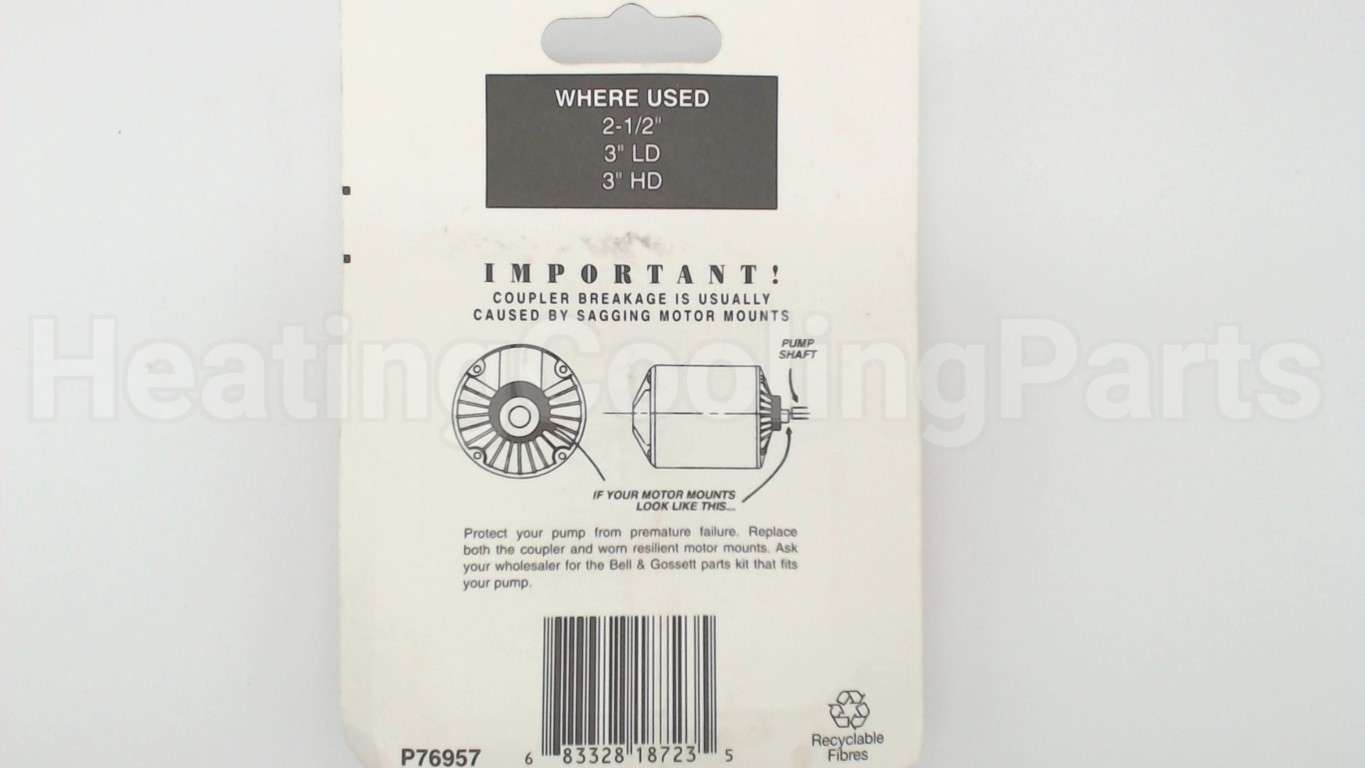 WHERE USED
2-1/2"
3" LD
3" HD
IMPORTANT!
COUPLER BREAKAGE IS USUALLY
CAUSED BY SAGGING MOTOR MOUNTS
PUMP
SHAFT
HeatingCoolingParts
IF YOUR MOTOR MOUNTS
LOOK LIKE THIS...
Protect your pump from premature failure. Replace
both the coupler and worn resilient motor mounts. Ask
your wholesaler for the Bell & Gossett parts kit that fits
your pump.
Recyclable
Fibres
P76957
6 83328 18723 5